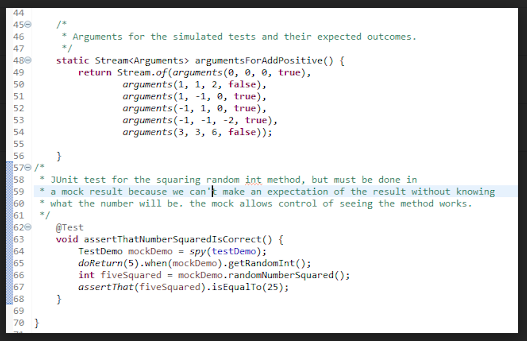 44
45 /*
46 * Arguments for the simulated tests and their expected outcomes.
47 */
48 static Stream<Arguments> argumentsForAddPositive() {
49 return Stream.of(arguments(0, 0, 0, true),
50 arguments(1, 1, 2, false),
51 arguments(1, -1, 0, true),
52 arguments(-1, 1, 0, true),
53 arguments(-1, -1, -2, true),
54 arguments(3, 3, 6, false));
55
56 }
57 /*
58 * JUnit test for the squaring random int method, but must be done in
59 * a mock result because we can't make an expectation of the result without knowing
60 * what the number will be. the mock allows control of seeing the method works.
61 */
62 @Test
63 void assertThatNumberSquaredIsCorrect() {
64 TestDemo mockDemo = spy(testDemo);
65 doReturn(5).when(mockDemo).getRandomInt();
66 int fiveSquared = mockDemo.randomNumberSquared();
67 assertThat(fiveSquared).isEqualTo(25);
68 }
69
70 }